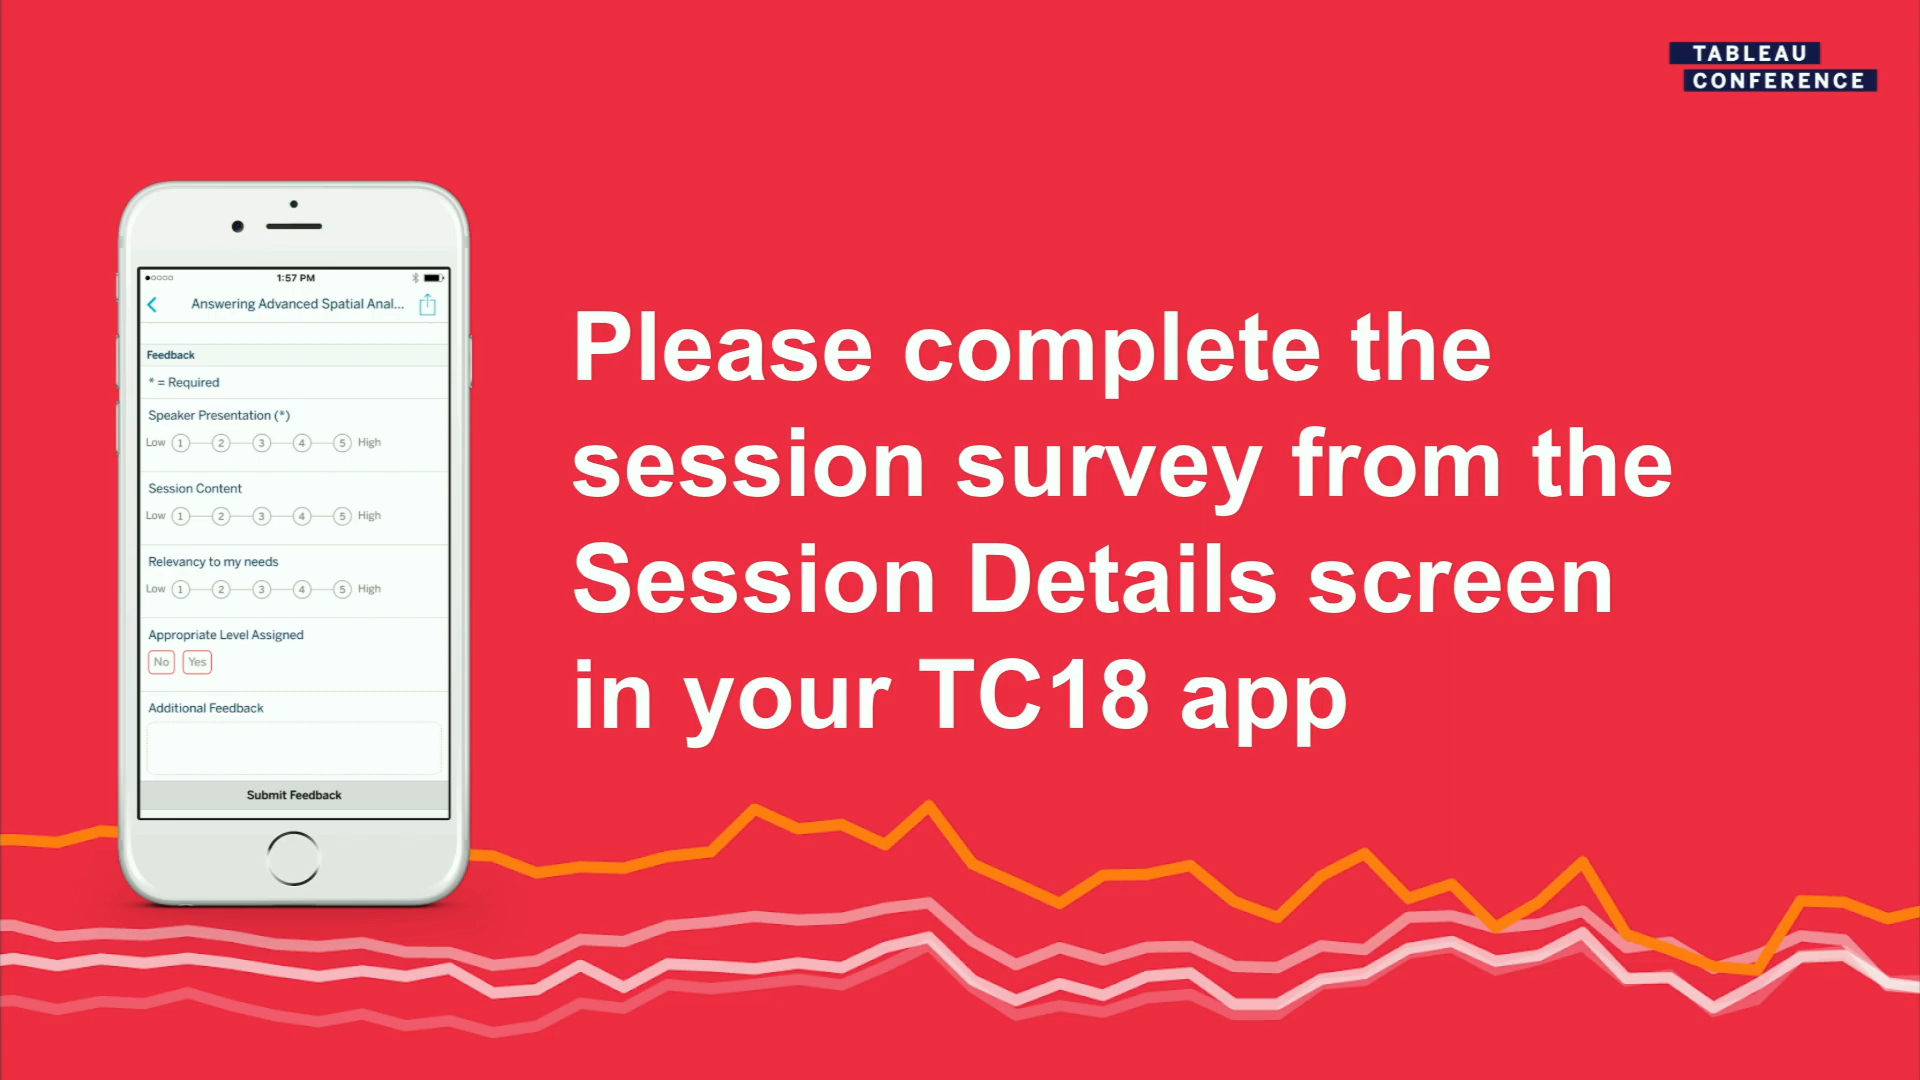 TABLEAU
CONFERENCE
1:57 PM
Answering Advanced Spatial Anal...
Feedback
* = Required
Speaker Presentation (*)
Low 1 2 3 4 5 High
Session Content
Low 1 2 3 4 5 High
Relevancy to my needs
Low 1 2 3 4 5 High
Appropriate Level Assigned
No Yes
Additional Feedback
Submit Feedback
Please complete the
session survey from the
Session Details screen
in your TC18 app